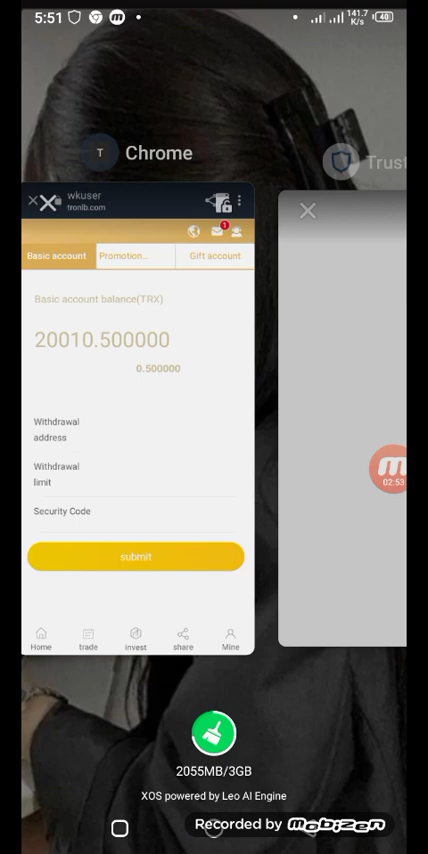 5:51
141.7
K/s
40
T Chrome
Trust
wkuser
tronlb.com
1
Basic account
Promotion...
Gift account
Basic account balance(TRX)
20010.500000
0.500000
Withdrawal
address
Withdrawal
limit
Security Code
submit
Home
trade
invest
share
Mine
02:53
2055MB/3GB
XOS powered by Leo AI Engine
Recorded by Mobizen